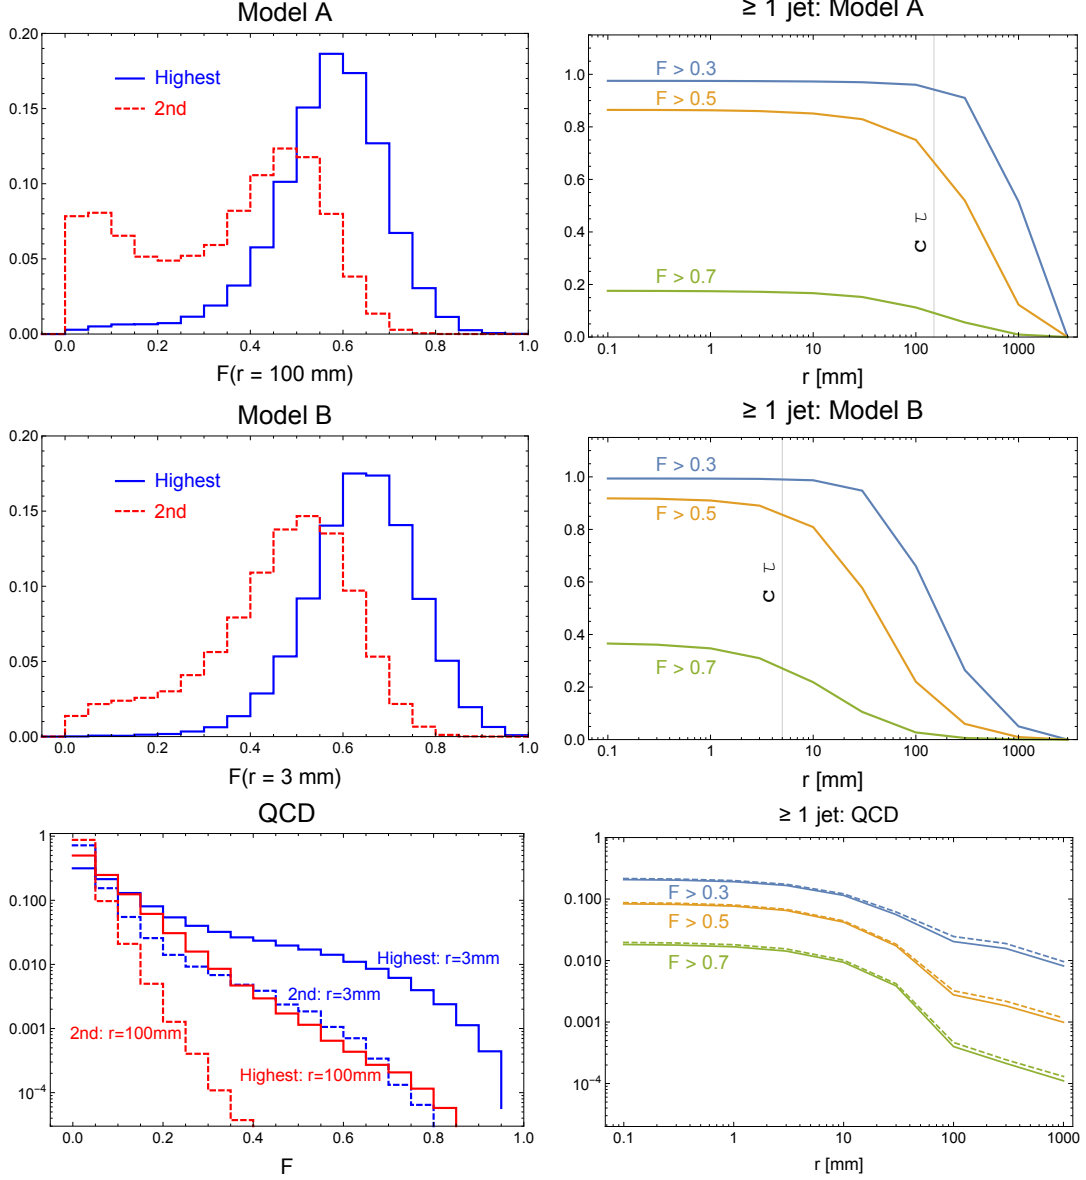 Model A
0.20
0.15
0.10
0.05
0.00
0.0 0.2 0.4 0.6 0.8 1.0
Highest
2nd
F(r = 100 mm)
≥ 1 jet: Model A
1.0
0.8
0.6
0.4
0.2
0.0
0.1 1 10 100 1000
F > 0.3
F > 0.5
F > 0.7
c τ
r [mm]
Model B
0.20
0.15
0.10
0.05
0.00
0.0 0.2 0.4 0.6 0.8 1.0
Highest
2nd
F(r = 3 mm)
≥ 1 jet: Model B
1.0
0.8
0.6
0.4
0.2
0.0
0.1 1 10 100 1000
F > 0.3
F > 0.5
F > 0.7
c τ
r [mm]
QCD
1
0.100
0.010
0.001
10⁻⁴
0.0 0.2 0.4 0.6 0.8 1.0
Highest: r=3mm
2nd: r=3mm
2nd: r=100mm
Highest: r=100mm
F
≥ 1 jet: QCD
1
0.100
0.010
0.001
10⁻⁴
0.1 1 10 100 1000
F > 0.3
F > 0.5
F > 0.7
r [mm]